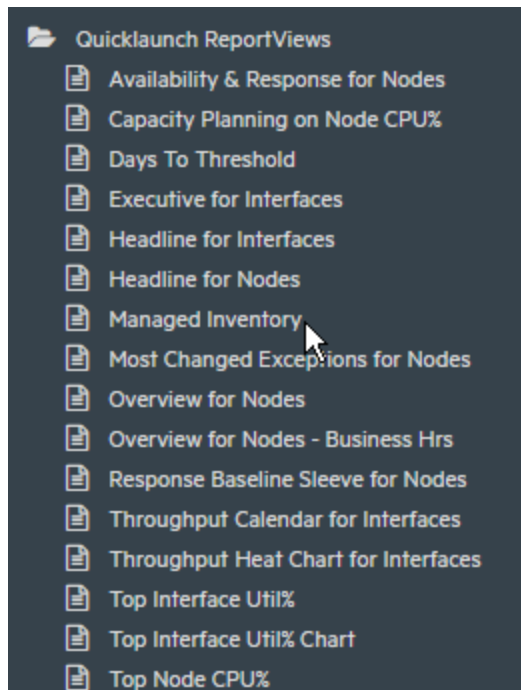 Quicklaunch ReportViews
Availability & Response for Nodes
Capacity Planning on Node CPU%
Days To Threshold
Executive for Interfaces
Headline for Interfaces
Headline for Nodes
Managed Inventory
Most Changed Exceptions for Nodes
Overview for Nodes
Overview for Nodes - Business Hrs
Response Baseline Sleeve for Nodes
Throughput Calendar for Interfaces
Throughput Heat Chart for Interfaces
Top Interface Util%
Top Interface Util% Chart
Top Node CPU%